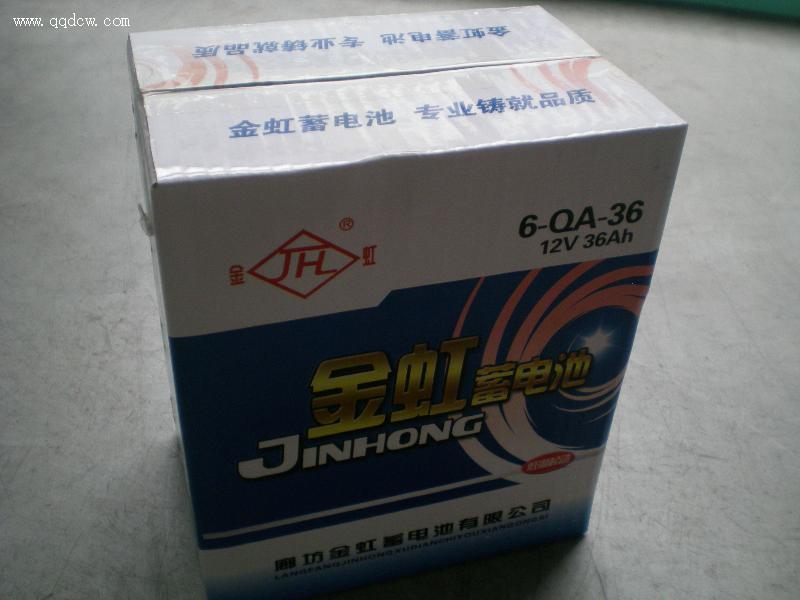 www.qqdcw.com
金虹蓄电池 专业铸就品质
金虹蓄电池 专业铸就品质
6-QA-36
12V 36Ah
金 JHL ® 虹
金虹蓄电池
JINHONG
廊坊金虹蓄电池有限公司
LANGFANGJINHONGXUDIANCHIYOUXIANGONGSI